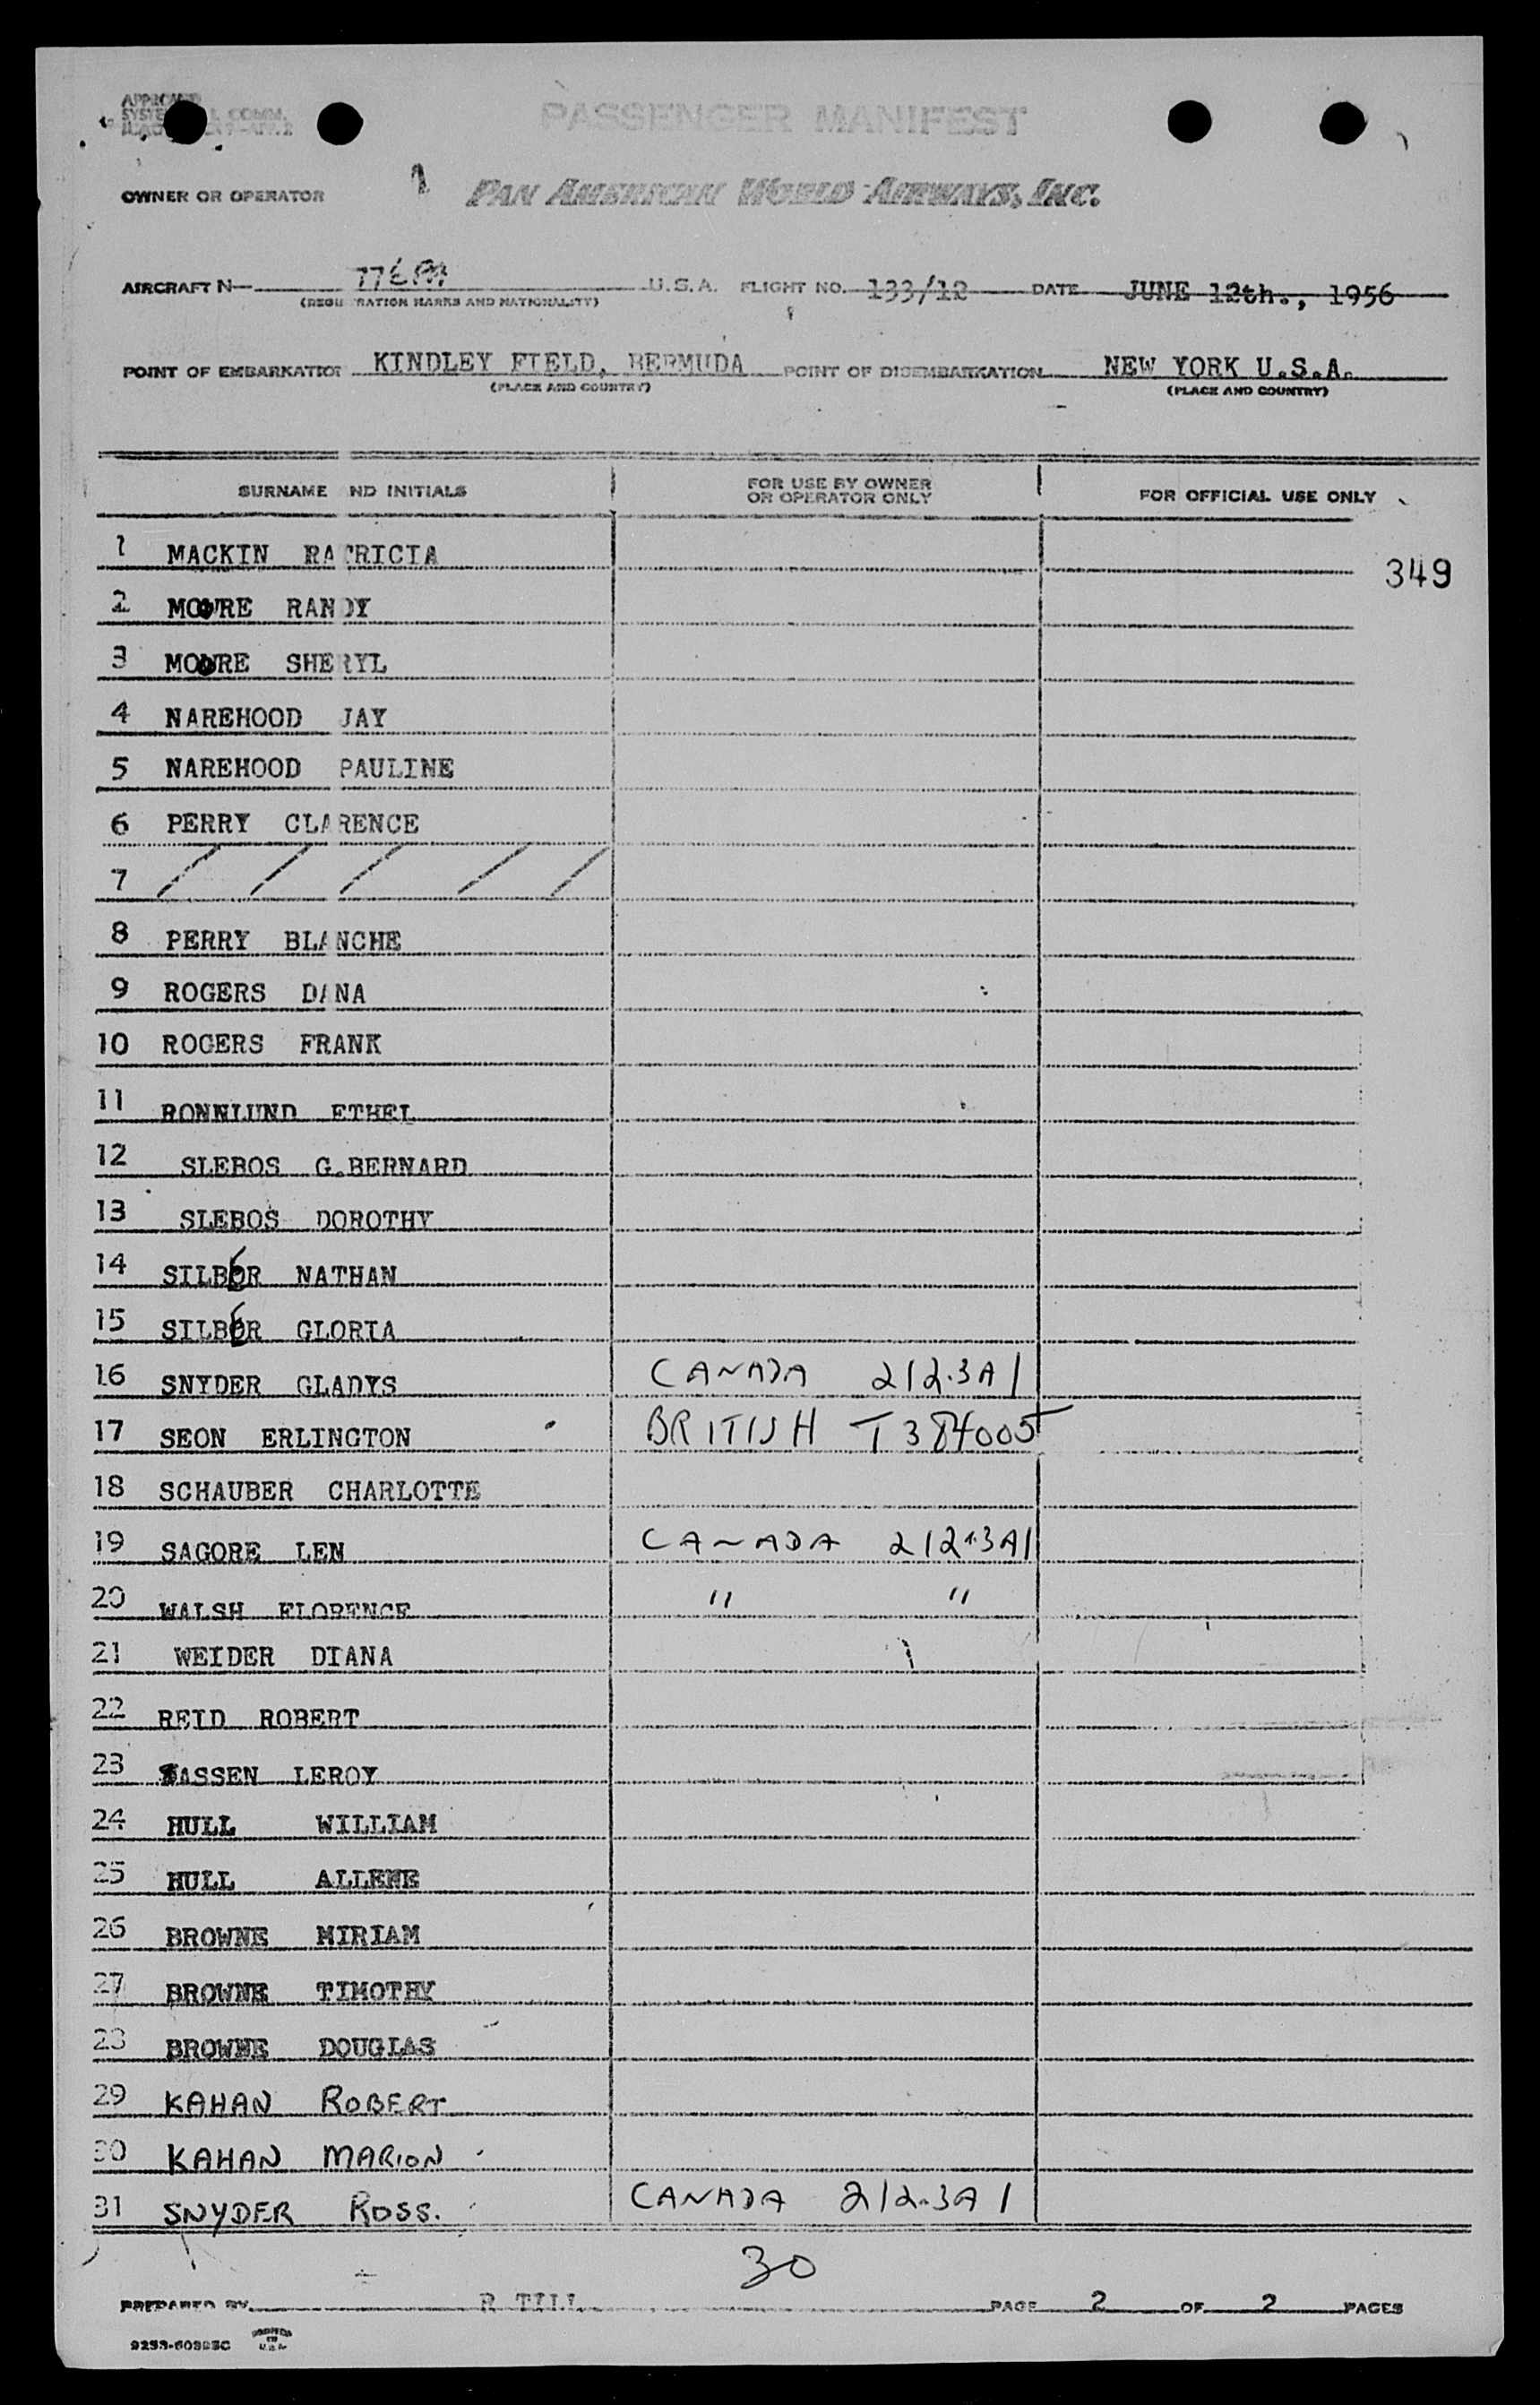 APPROVED
PASSENGER MANIFEST
OWNER OR OPERATOR PAN AMERICAN WORLD AIRWAYS, INC.
AIRCRAFT N— U.S.A. FLIGHT NO. 133/12 DATE JUNE 12th., 1956
(REGISTRATION MARKS AND NATIONALITY)
POINT OF EMBARKATION KINDLEY FIELD, BERMUDA POINT OF DISEMBARKATION NEW YORK U.S.A.
(PLACE AND COUNTRY) (PLACE AND COUNTRY)
SURNAME AND INITIALS FOR USE BY OWNER OR OPERATOR ONLY FOR OFFICIAL USE ONLY
1 MACKIN PATRICIA
349
2 MOORE RANDY
3 MOORE SHERYL
4 NAREHOOD JAY
5 NAREHOOD PAULINE
6 PERRY CLARENCE
7 / / / / /
8 PERRY BLANCHE
9 ROGERS DANA
10 ROGERS FRANK
11 RONNLUND ETHEL
12 SLEBOS G.BERNARD
13 SLEBOS DOROTHY
14 SILBER NATHAN
15 SILBER GLORIA
16 SNYDER GLADYS CANADA 212.3A1
17 SEON ERLINGTON BRITISH T384005
18 SCHAUBER CHARLOTTE
19 SAGORE LEN CANADA 212.3A1
20 WALSH FLORENCE " "
21 WEIDER DIANA
22 REID ROBERT
23 LEROY
24 HULL WILLIAM
25 HULL ALLENE
26 BROWNE MIRIAM
27 BROWNE TIMOTHY
28 BROWNE DOUGLAS
29 KAHAN ROBERT
30 KAHAN MARION
31 SNYDER ROSS. CANADA 212.3A1
30
PREPARED BY R TILL PAGE 2 OF 2 PAGES
PRINTED IN U.S.A.